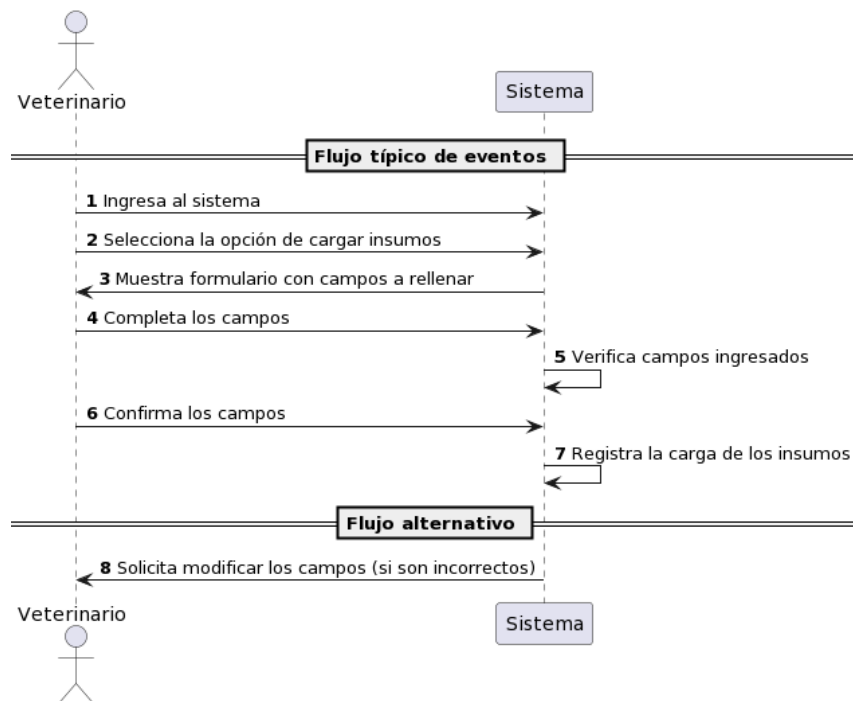 Veterinario
Sistema
Flujo típico de eventos
1 Ingresa al sistema
2 Selecciona la opción de cargar insumos
3 Muestra formulario con campos a rellenar
4 Completa los campos
5 Verifica campos ingresados
6 Confirma los campos
7 Registra la carga de los insumos
Flujo alternativo
8 Solicita modificar los campos (si son incorrectos)
Veterinario
Sistema